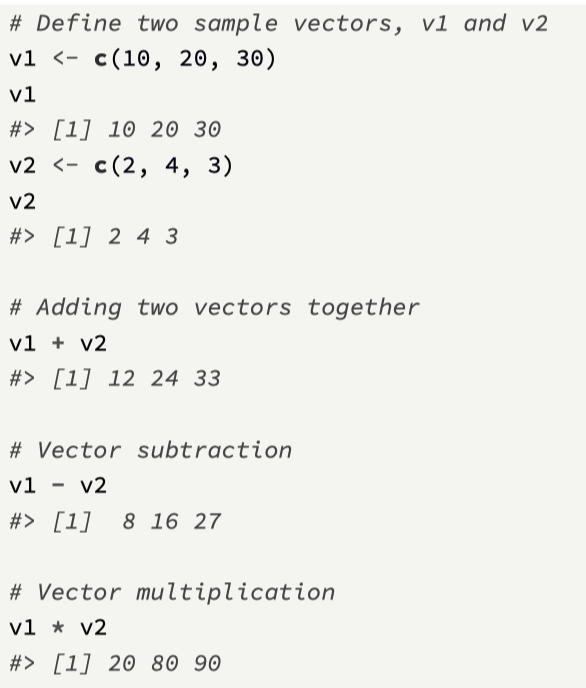 # Define two sample vectors, v1 and v2
v1 <- c(10, 20, 30)
v1
#> [1] 10 20 30
v2 <- c(2, 4, 3)
v2
#> [1] 2 4 3

# Adding two vectors together
v1 + v2
#> [1] 12 24 33

# Vector subtraction
v1 - v2
#> [1]  8 16 27

# Vector multiplication
v1 * v2
#> [1] 20 80 90